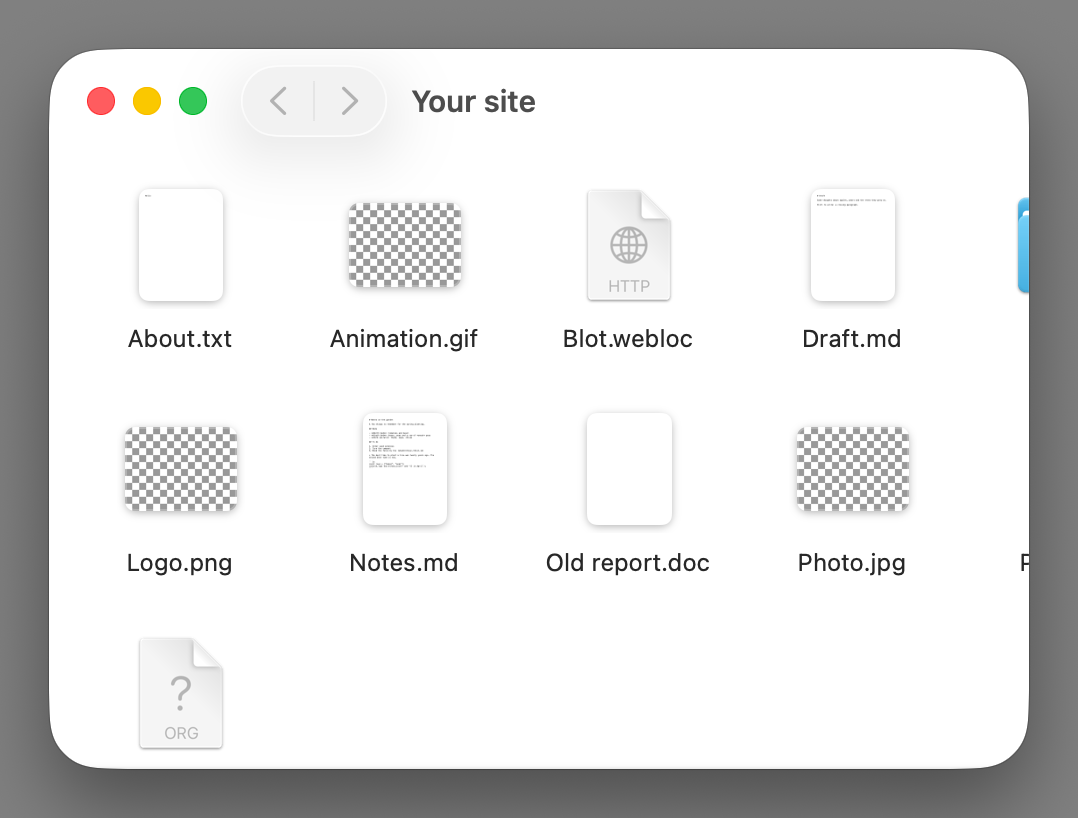 Your site
HTTP
About.txt
Animation.gif
Blot.webloc
Draft.md
Logo.png
Notes.md
Old report.doc
Photo.jpg
ORG